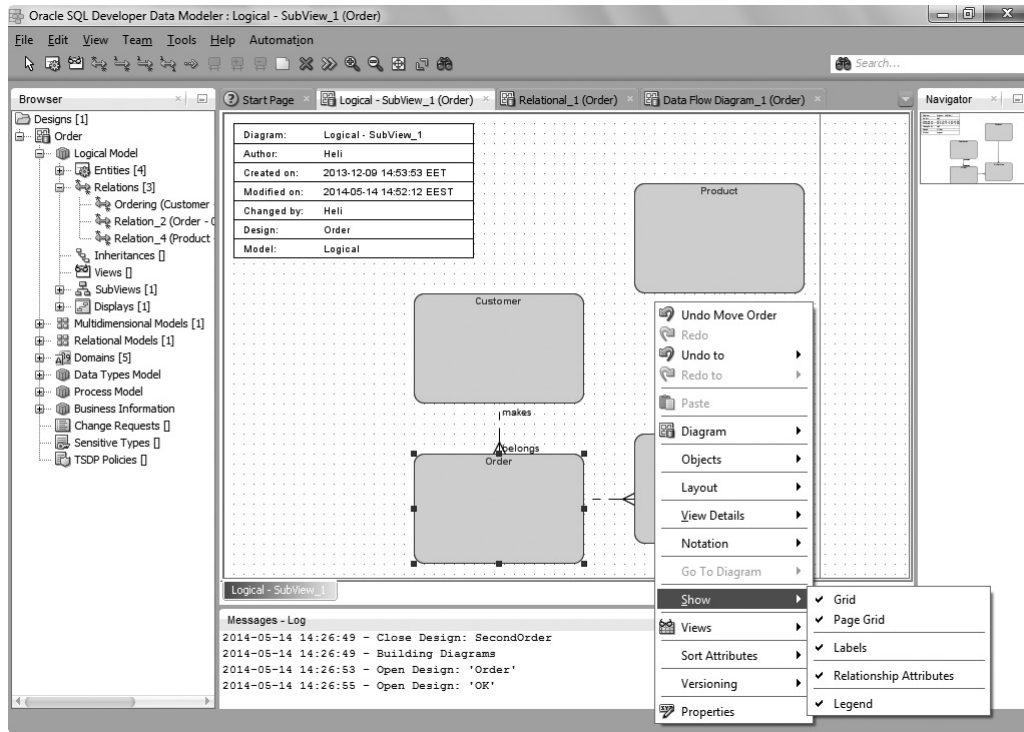 Oracle SQL Developer Data Modeler : Logical - SubView_1 (Order)
File Edit View Team Tools Help Automation
Search...
Browser
Start Page
Logical - SubView_1 (Order)
Relational_1 (Order)
Data Flow Diagram_1 (Order)
Navigator
Designs [1]
Order
Logical Model
Entities [4]
Relations [3]
Ordering (Customer
Relation_2 (Order -
Relation_4 (Product
Inheritances []
Views []
SubViews [1]
Displays [1]
Multidimensional Models [1]
Relational Models [1]
Domains [5]
Data Types Model
Process Model
Business Information
Change Requests []
Sensitive Types []
TSDP Policies []
Diagram: Logical - SubView_1
Author: Heli
Created on: 2013-12-09 14:53:53 EET
Modified on: 2014-05-14 14:52:12 EEST
Changed by: Heli
Design: Order
Model: Logical
Product
Customer
makes
belongs
Order
Undo Move Order
Redo
Undo to
Redo to
Paste
Diagram
Objects
Layout
View Details
Notation
Go To Diagram
Show
Views
Sort Attributes
Versioning
Properties
Grid
Page Grid
Labels
Relationship Attributes
Legend
Logical - SubView_1
Messages - Log
2014-05-14 14:26:49 - Close Design: SecondOrder
2014-05-14 14:26:49 - Building Diagrams
2014-05-14 14:26:53 - Open Design: 'Order'
2014-05-14 14:26:55 - Open Design: 'OK'